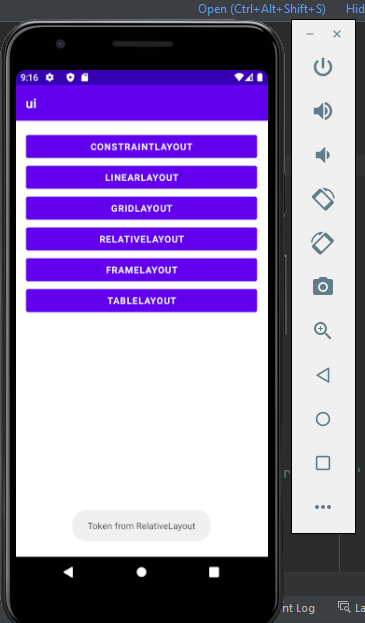 Open (Ctrl+Alt+Shift+S) Hid
9:16
ui
CONSTRAINTLAYOUT
LINEARLAYOUT
GRIDLAYOUT
RELATIVELAYOUT
FRAMELAYOUT
TABLELAYOUT
Token from RelativeLayout
nt Log La